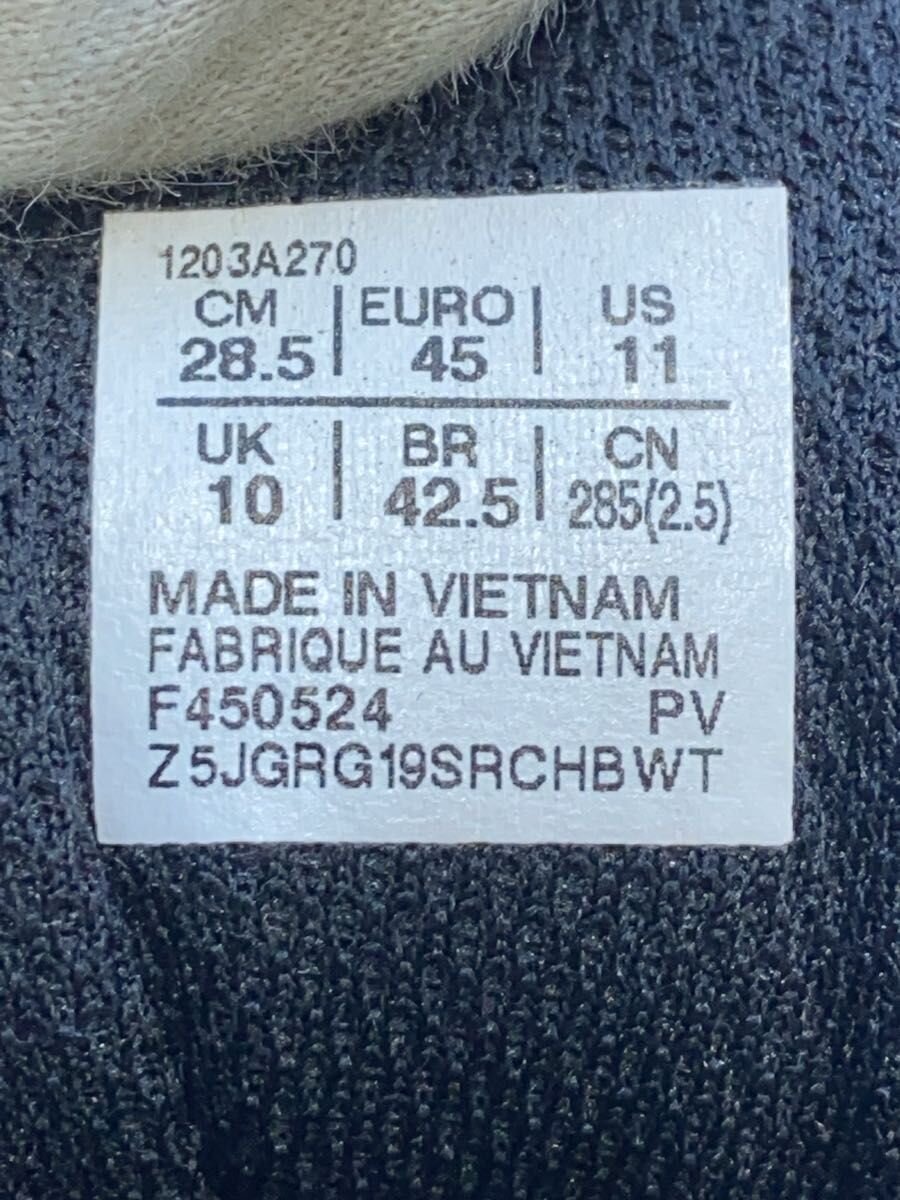 1203A270
CM EURO US
28.5 45 11
UK BR CN
10 42.5 285(2.5)
MADE IN VIETNAM
FABRIQUE AU VIETNAM
F450524 PV
Z5JGRG19SRCHBWT